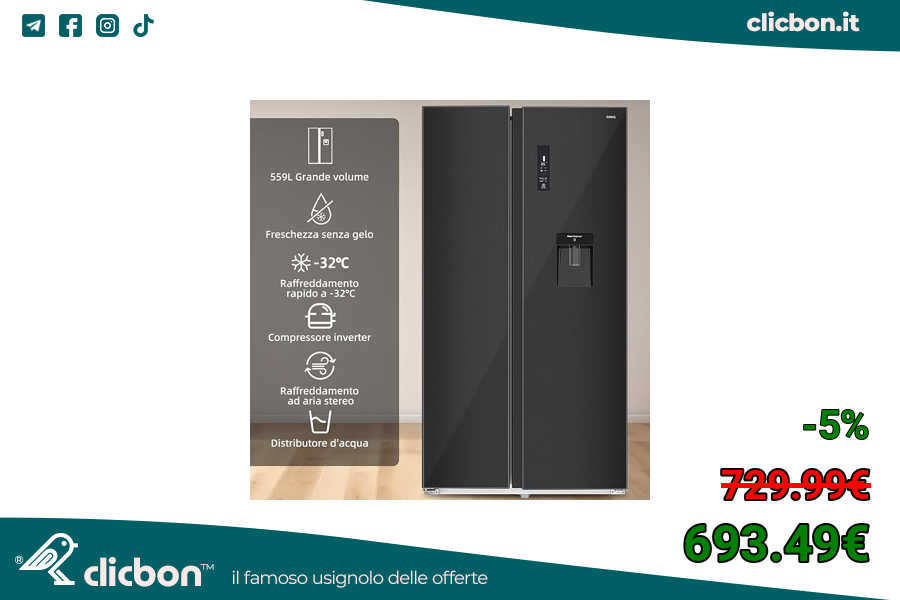 clicbon.it
CHiQ
559L Grande volume
Freschezza senza gelo
-32℃
Raffreddamento
rapido a -32℃
Compressore inverter
Raffreddamento
ad aria stereo
Distributore d'acqua
-5%
729.99€
693.49€
® clicbon™ il famoso usignolo delle offerte